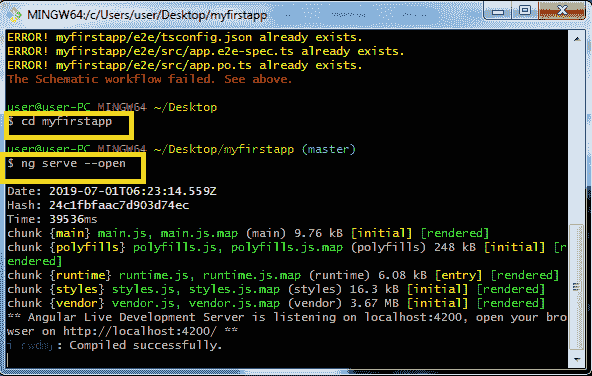 MINGW64:/c/Users/user/Desktop/myfirstapp
ERROR! myfirstapp/e2e/tsconfig.json already exists.
ERROR! myfirstapp/e2e/src/app.e2e-spec.ts already exists.
ERROR! myfirstapp/e2e/src/app.po.ts already exists.
The Schematic workflow failed. See above.
user@user-PC MINGW64 ~/Desktop
$ cd myfirstapp
user@user-PC MINGW64 ~/Desktop/myfirstapp (master)
$ ng serve --open
Date: 2019-07-01T06:23:14.559Z
Hash: 24c1fbfaac7d903d74ec
Time: 39536ms
chunk {main} main.js, main.js.map (main) 9.76 kB [initial] [rendered]
chunk {polyfills} polyfills.js, polyfills.js.map (polyfills) 248 kB [initial] [r
endered]
chunk {runtime} runtime.js, runtime.js.map (runtime) 6.08 kB [entry] [rendered]
chunk {styles} styles.js, styles.js.map (styles) 16.3 kB [initial] [rendered]
chunk {vendor} vendor.js, vendor.js.map (vendor) 3.67 MB [initial] [rendered]
** Angular Live Development Server is listening on localhost:4200, open your bro
wser on http://localhost:4200/ **
: Compiled successfully.